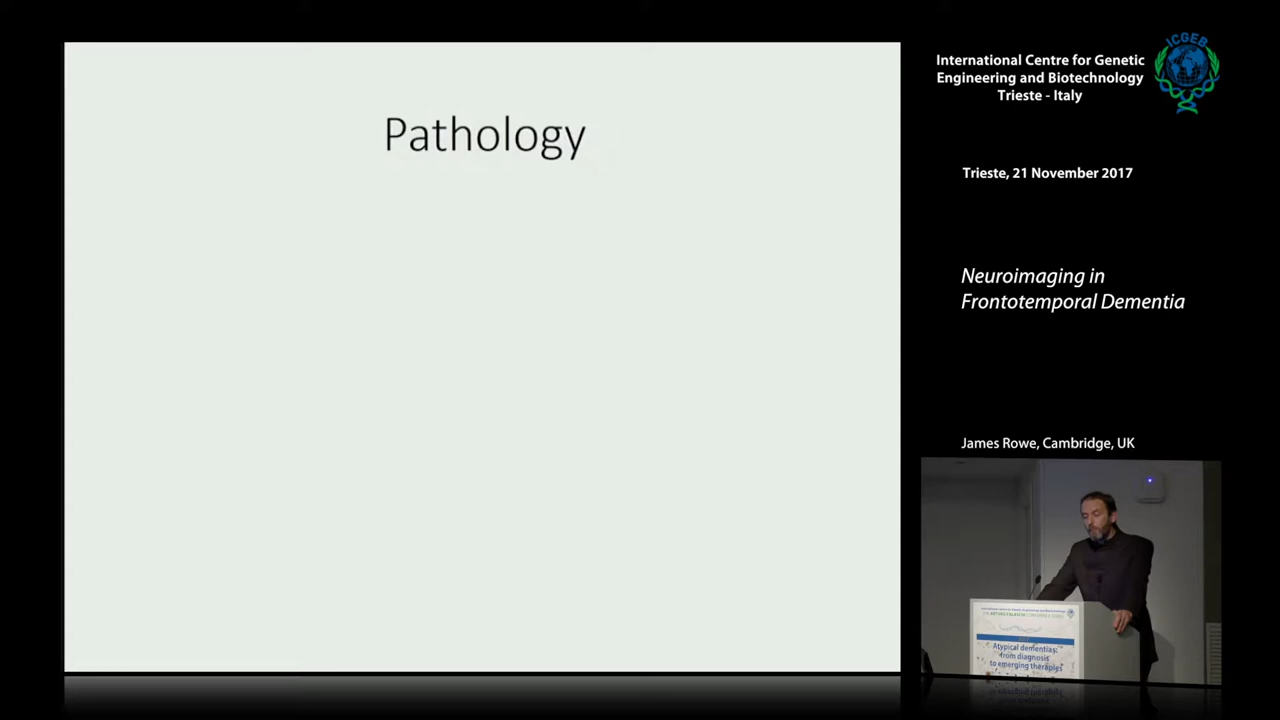 Pathology
International Centre for Genetic
Engineering and Biotechnology
Trieste - Italy
ICGEB
Trieste, 21 November 2017
Neuroimaging in
Frontotemporal Dementia
James Rowe, Cambridge, UK
Atypical dementias:
from diagnosis
to emerging therapies